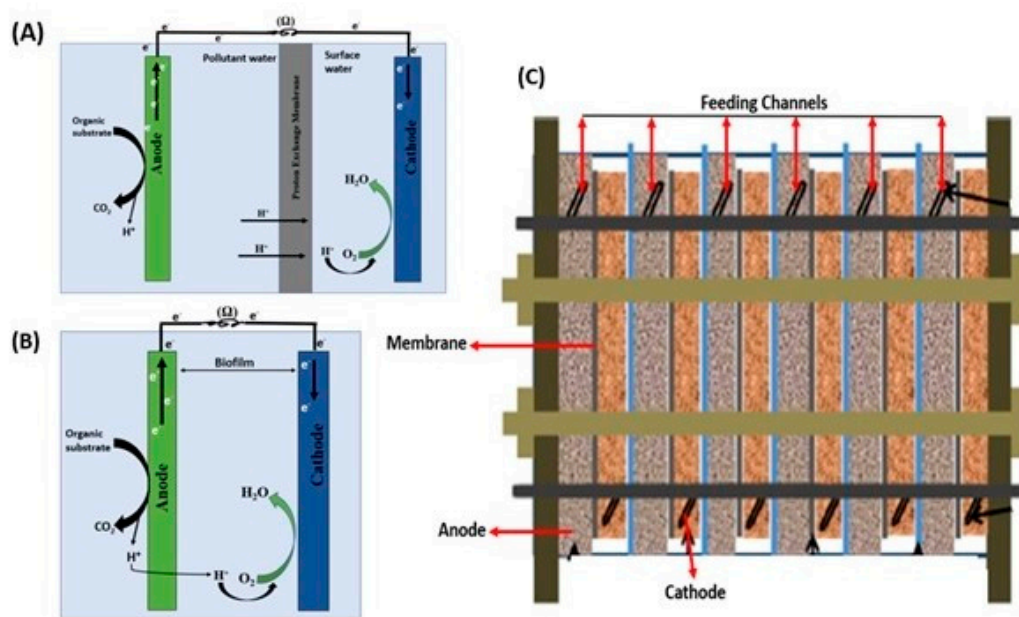 (A)
(Ω)
e-
e-
e-
e-
e-
Pollutant water
Surface
water
e-
e-
e-
e-
Organic
substrate
Anode
Proton Exchange Membrane
Cathode
CO2
H+
H2O
H+
H+
H+
O2
(B)
(Ω)
e-
e-
e-
e-
Biofilm
e-
e-
e-
e-
e-
Organic
substrate
Anode
Cathode
H2O
CO2
H+
H+
O2
(C)
Feeding Channels
Membrane
Anode
Cathode